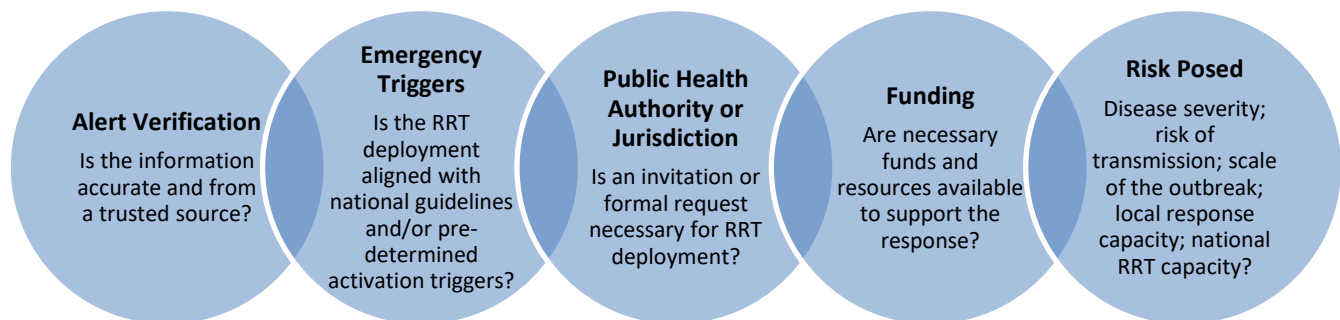 Alert Verification
Is the information
accurate and from
a trusted source?
Emergency
Triggers
Is the RRT
deployment
aligned with
national guidelines
and/or pre-
determined
activation triggers?
Public Health
Authority or
Jurisdiction
Is an invitation or
formal request
necessary for RRT
deployment?
Funding
Are necessary
funds and
resources available
to support the
response?
Risk Posed
Disease severity;
risk of
transmission; scale
of the outbreak;
local response
capacity; national
RRT capacity?